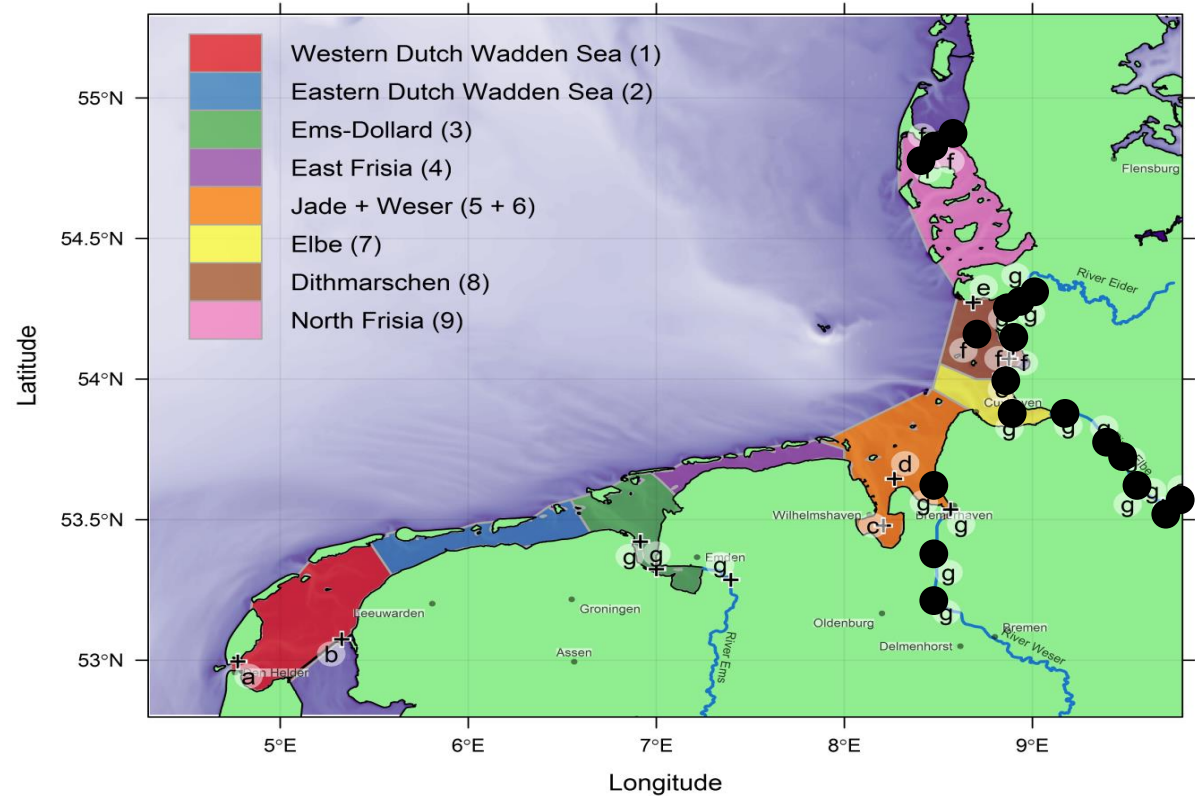 Western Dutch Wadden Sea (1)
Eastern Dutch Wadden Sea (2)
Ems-Dollard (3)
East Frisia (4)
Jade + Weser (5 + 6)
Elbe (7)
Dithmarschen (8)
North Frisia (9)
55°N
54.5°N
54°N
53.5°N
53°N
Latitude
5°E
6°E
7°E
8°E
9°E
Longitude
Flensburg
f
f
River Eider
e
g
g
f
f
f
g
g
g
g
g
g
Elbe
d
Wilhelmshaven
Bremerhaven
c
g
g
g
g
g
g
g
Emden
Leeuwarden
Groningen
Assen
Oldenburg
Delmenhorst
Bremen
River Weser
River Ems
a
b
Helder